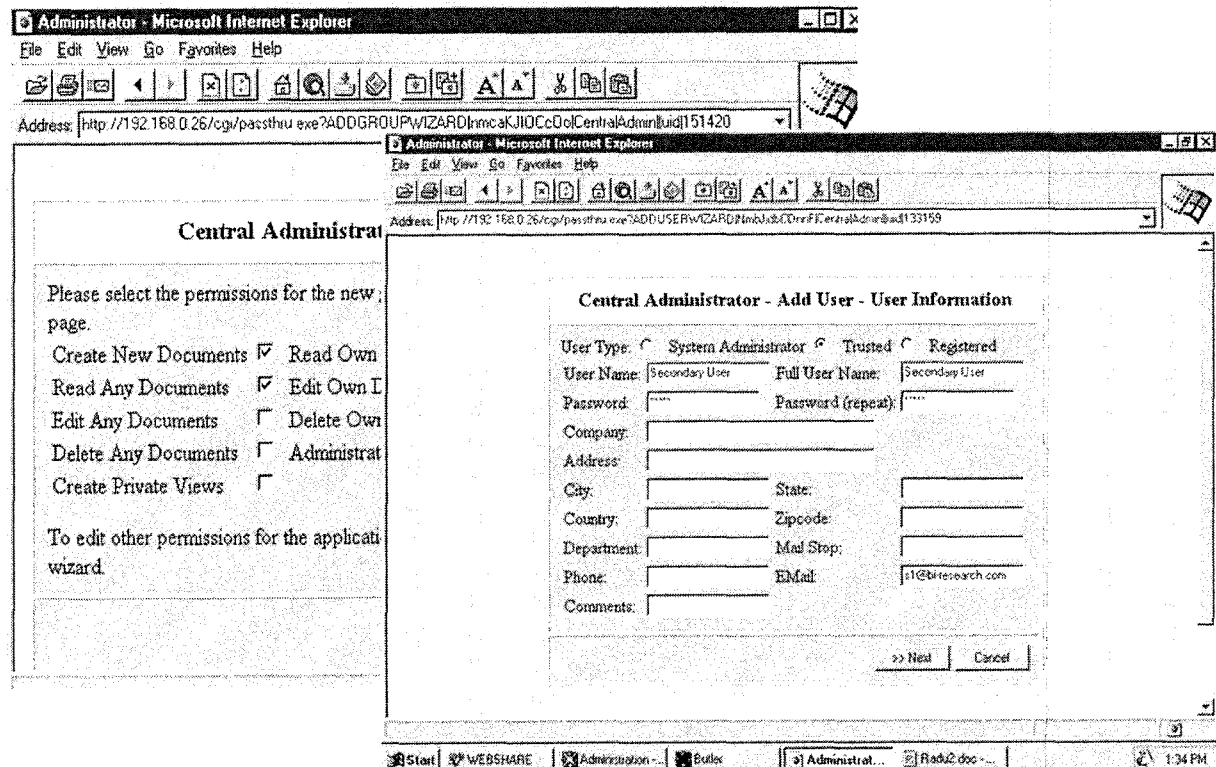 Administrator - Microsoft Internet Explorer
File Edit View Go Favorites Help
Address: http://192.168.0.26/cgi/passthru exe?ADDGROUPWIZARD|nmcaKJIOCcDo|CentralAdmin|luid|151420
Central Administrat
Please select the permissions for the new
page.
Create New Documents Read Own
Read Any Documents Edit Own D
Edit Any Documents Delete Own
Delete Any Documents Administrat
Create Private Views
To edit other permissions for the applicati
wizard.
Administrator - Microsoft Internet Explorer
File Edit View Go Favorites Help
Address:
Central Administrator - Add User - User Information
User Type: System Administrator Trusted Registered
User Name: Secondary User Full User Name: Secondary User
Password: ***** Password (repeat): *****
Company:
Address:
City: State:
Country: Zipcode:
Department: Mail Stop:
Phone: EMail: s1@bi-research.com
Comments:
>> Next Cancel
Start WEBSHARE Administration -... Butler Administrat... Radu2.doc -... 1:34 PM